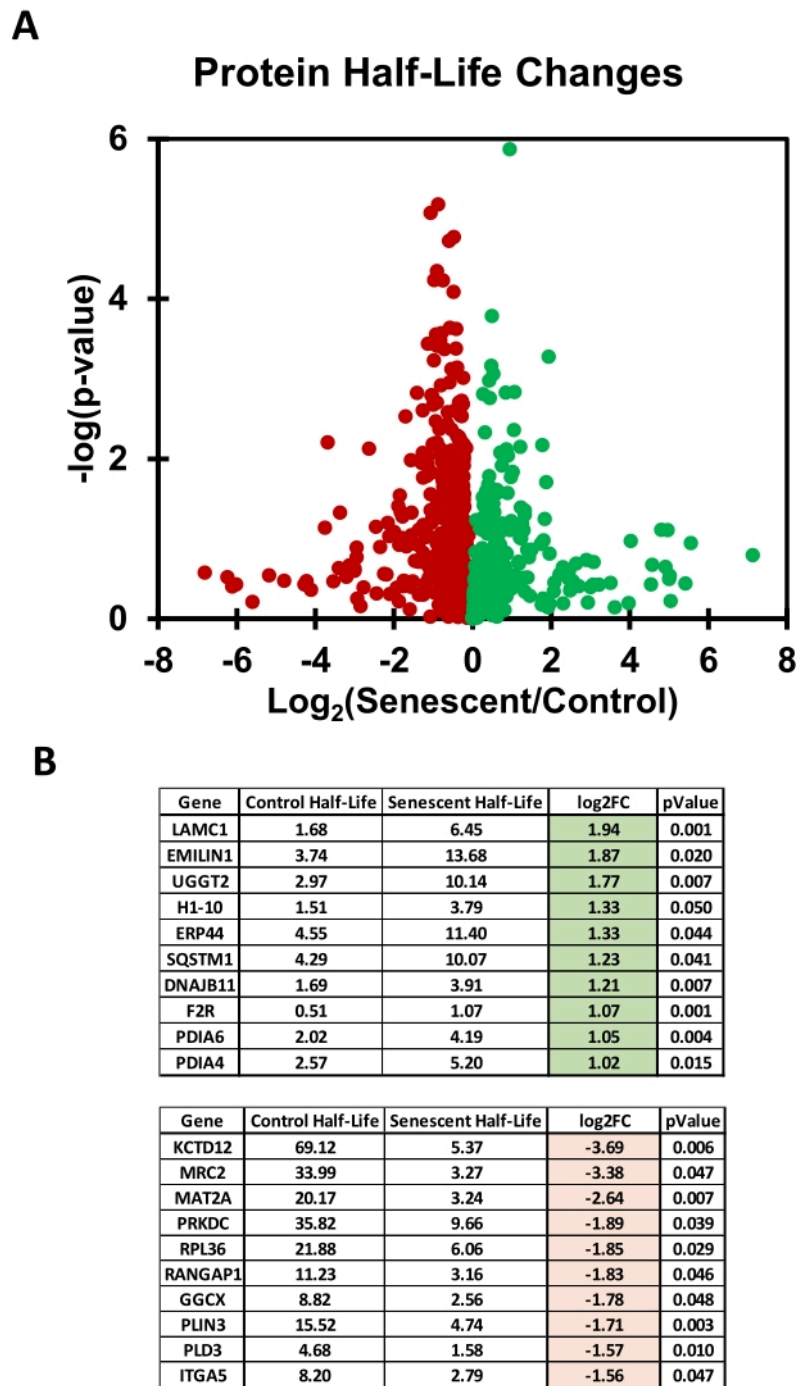 A
Protein Half-Life Changes
6
4
2
0
-log(p-value)
-8 -6 -4 -2 0 2 4 6 8
Log₂(Senescent/Control)
B
Gene Control Half-Life Senescent Half-Life log2FC pValue
LAMC1 1.68 6.45 1.94 0.001
EMILIN1 3.74 13.68 1.87 0.020
UGGT2 2.97 10.14 1.77 0.007
H1-10 1.51 3.79 1.33 0.050
ERP44 4.55 11.40 1.33 0.044
SQSTM1 4.29 10.07 1.23 0.041
DNAJB11 1.69 3.91 1.21 0.007
F2R 0.51 1.07 1.07 0.001
PDIA6 2.02 4.19 1.05 0.004
PDIA4 2.57 5.20 1.02 0.015
Gene Control Half-Life Senescent Half-Life log2FC pValue
KCTD12 69.12 5.37 -3.69 0.006
MRC2 33.99 3.27 -3.38 0.047
MAT2A 20.17 3.24 -2.64 0.007
PRKDC 35.82 9.66 -1.89 0.039
RPL36 21.88 6.06 -1.85 0.029
RANGAP1 11.23 3.16 -1.83 0.046
GGCX 8.82 2.56 -1.78 0.048
PLIN3 15.52 4.74 -1.71 0.003
PLD3 4.68 1.58 -1.57 0.010
ITGA5 8.20 2.79 -1.56 0.047